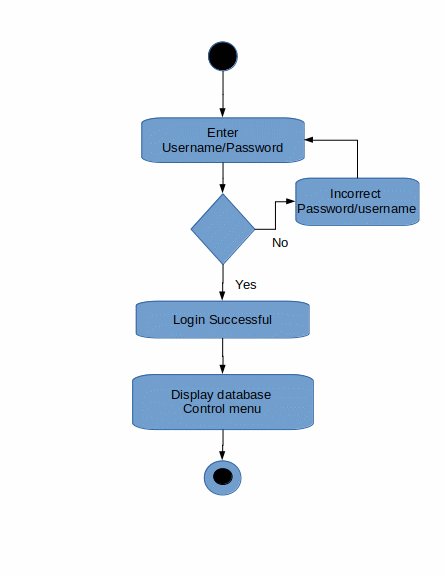 Enter
Username/Password
Incorrect
Password/username
No
Yes
Login Successful
Display database
Control menu